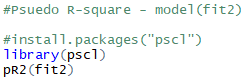 #Psuedo R-square - model(fit2)
#install.packages("pscl")
library(pscl)
pR2(fit2)